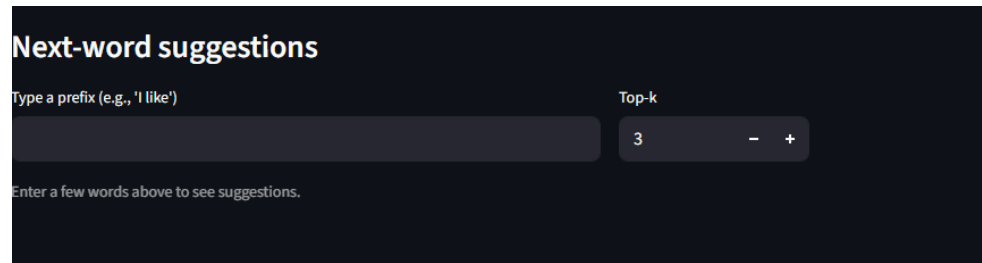 Next-word suggestions
Type a prefix (e.g., 'I like')
Top-k
3 − +
Enter a few words above to see suggestions.